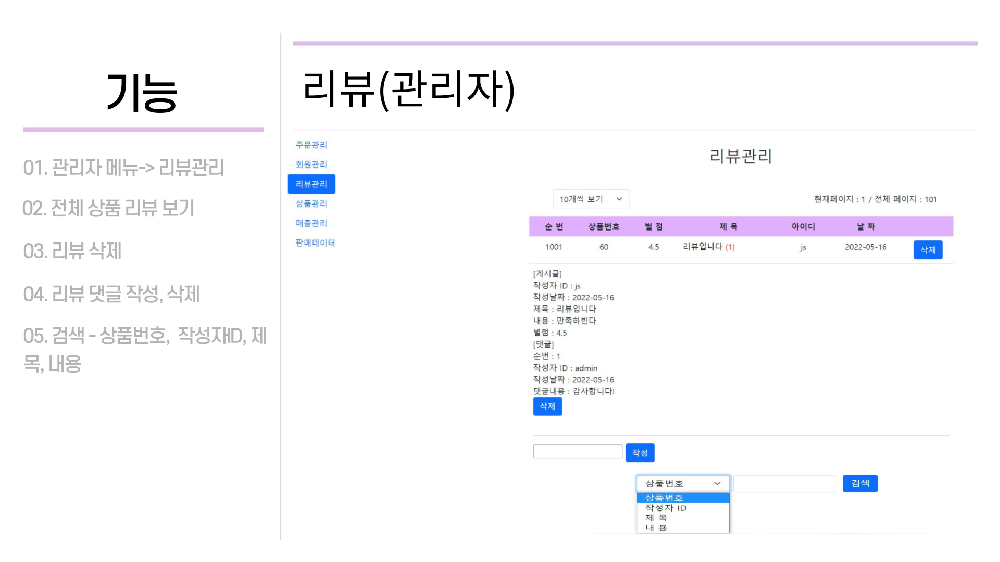 기능
01. 관리자 메뉴-> 리뷰관리
02. 전체 상품 리뷰 보기
03. 리뷰 삭제
04. 리뷰 댓글 작성, 삭제
05. 검색 - 상품번호, 작성자ID, 제
목, 내용
리뷰(관리자)
주문관리
회원관리
리뷰관리
상품관리
매출관리
판매데이터
리뷰관리
10개씩 보기
현재페이지 : 1 / 전체 페이지 : 101
순 번 상품번호 별 점 제 목 아이디 날 짜
1001 60 4.5 리뷰입니다 (1) js 2022-05-16 삭제
[게시글]
작성자 ID : js
작성날짜 : 2022-05-16
제목 : 리뷰입니다
내용 : 만족하빈다
별점 : 4.5
[댓글]
순번 : 1
작성자 ID : admin
작성날짜 : 2022-05-16
댓글내용 : 감사합니다!
삭제
작성
상품번호 검색
상품번호
작성자 ID
제 목
내 용